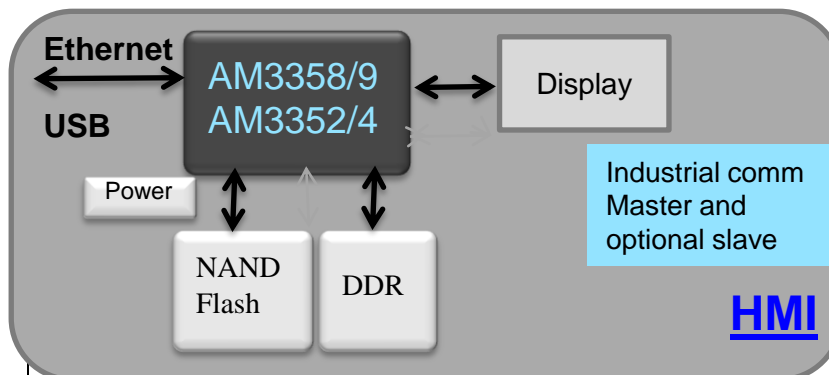 Ethernet
USB
AM3358/9
AM3352/4
Display
Power
NAND
Flash
DDR
Industrial comm
Master and
optional slave
HMI